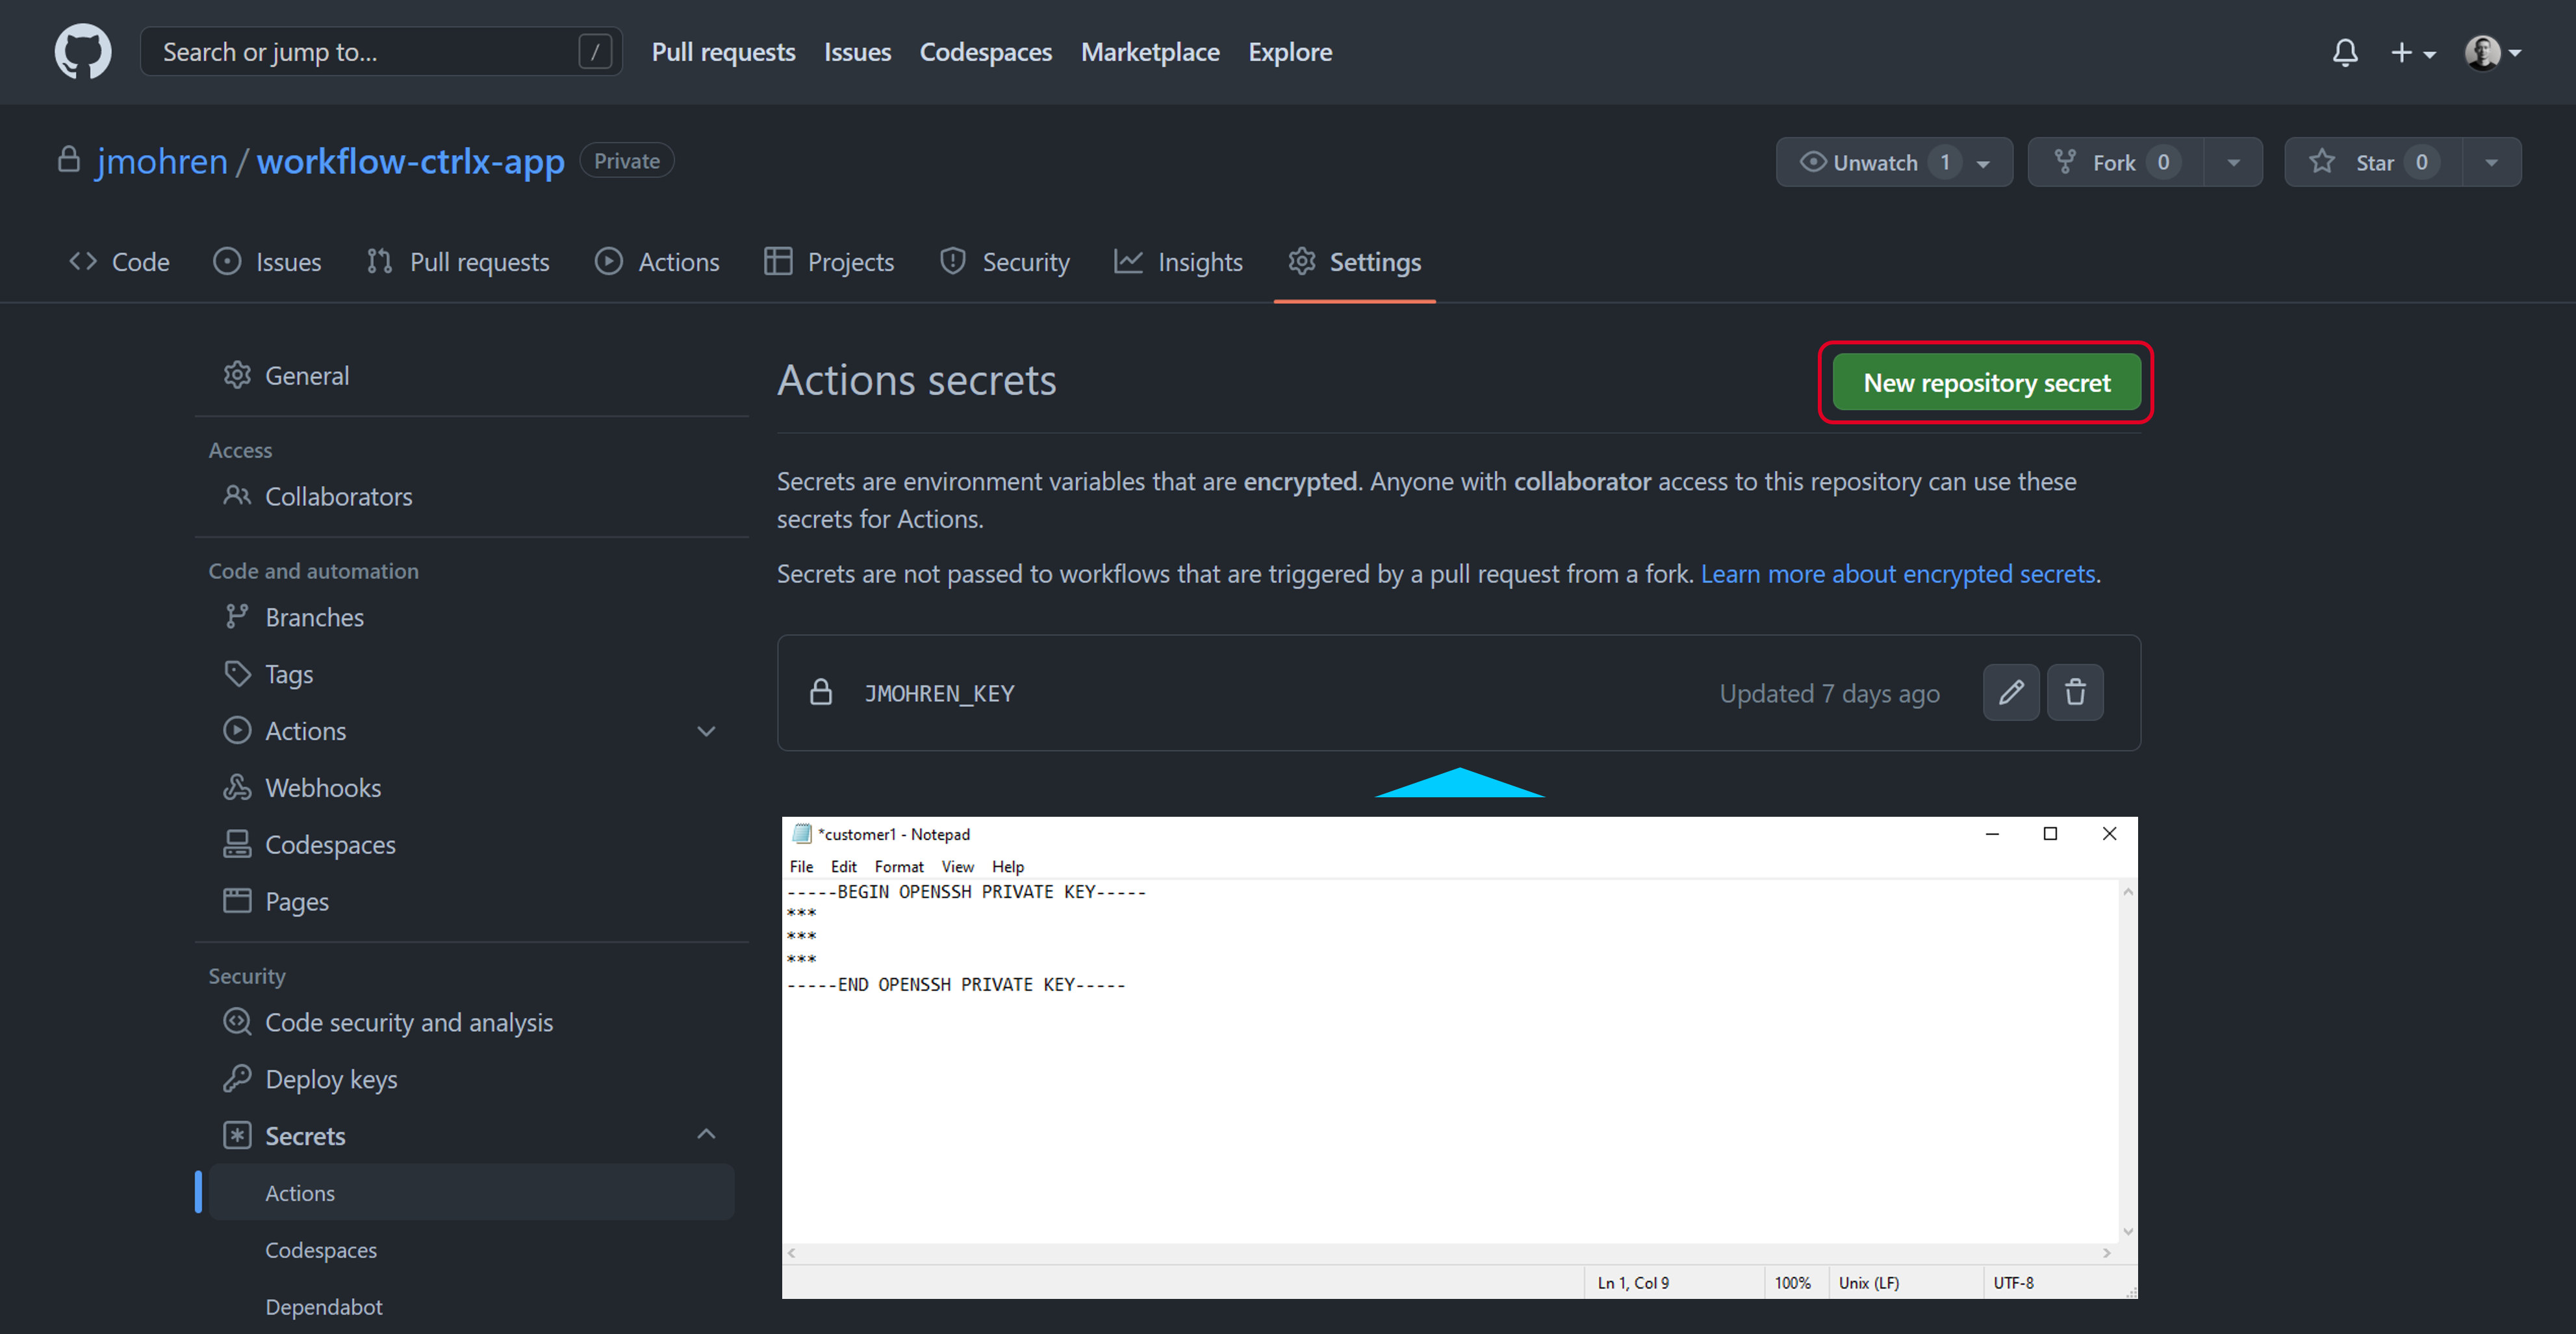 Search or jump to... /
Pull requests Issues Codespaces Marketplace Explore
jmohren / workflow-ctrlx-app Private
Unwatch 1 Fork 0 Star 0
Code Issues Pull requests Actions Projects Security Insights Settings
General
Access
Collaborators
Code and automation
Branches
Tags
Actions
Webhooks
Codespaces
Pages
Security
Code security and analysis
Deploy keys
Secrets
Actions
Codespaces
Dependabot
Actions secrets
New repository secret
Secrets are environment variables that are encrypted. Anyone with collaborator access to this repository can use these
secrets for Actions.
Secrets are not passed to workflows that are triggered by a pull request from a fork. Learn more about encrypted secrets.
JMOHREN_KEY Updated 7 days ago
*customer1 - Notepad
File Edit Format View Help
-----BEGIN OPENSSH PRIVATE KEY-----
***
***
***
-----END OPENSSH PRIVATE KEY-----
Ln 1, Col 9 100% Unix (LF) UTF-8